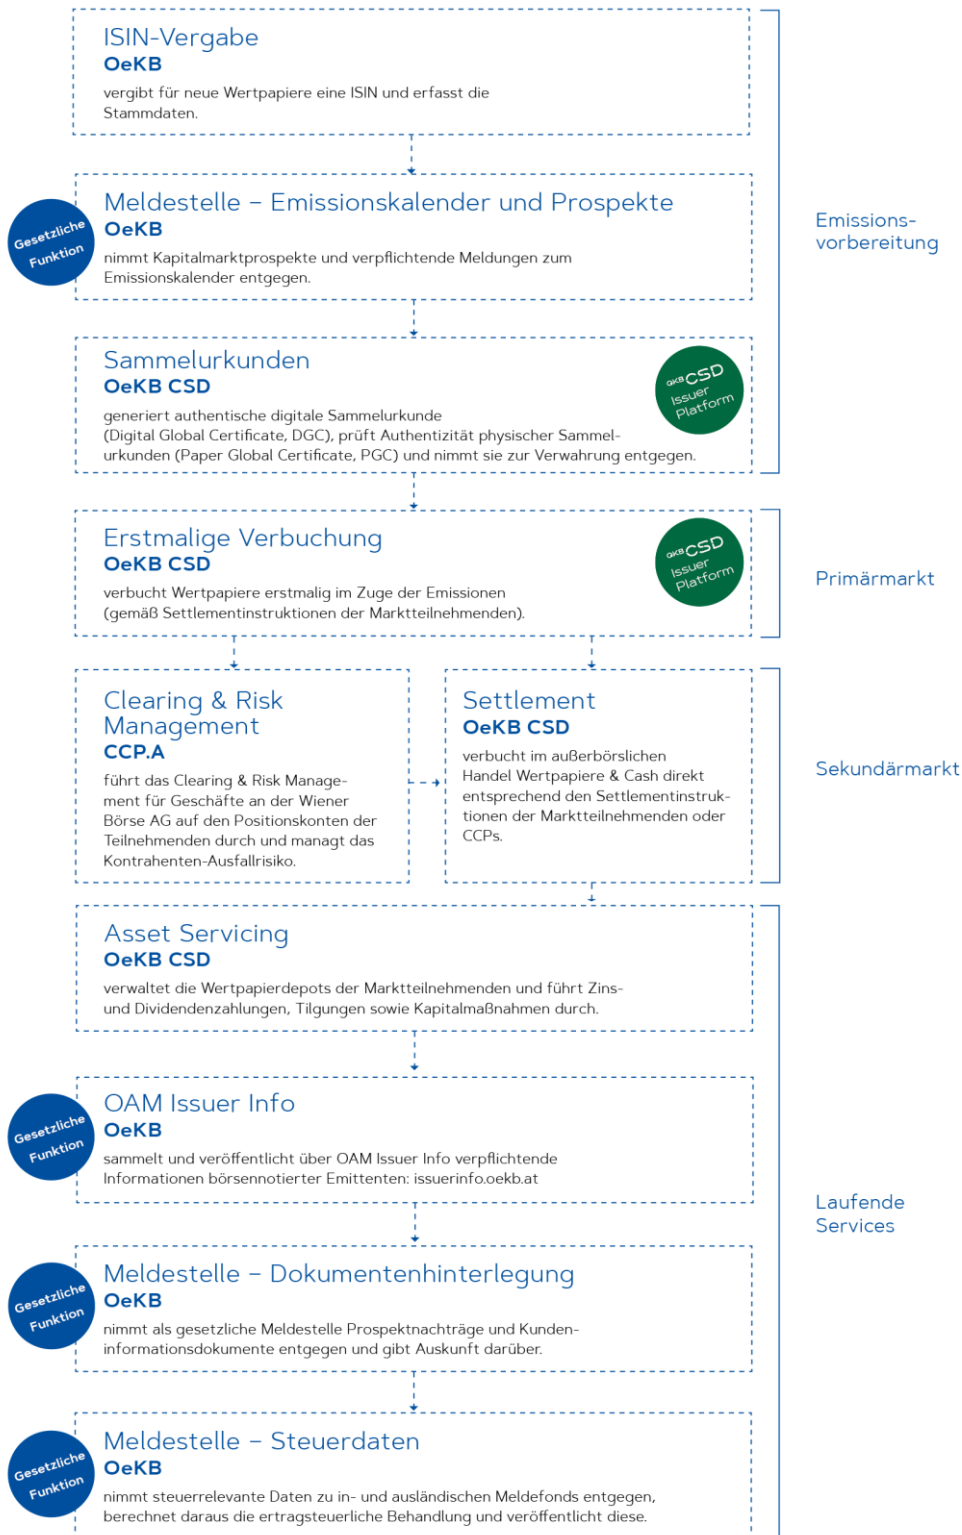 ISIN-Vergabe
OeKB
vergibt für neue Wertpapiere eine ISIN und erfasst die
Stammdaten.
Gesetzliche
Funktion
Meldestelle – Emissionskalender und Prospekte
OeKB
nimmt Kapitalmarktprospekte und verpflichtende Meldungen zum
Emissionskalender entgegen.
Emissions-
vorbereitung
Sammelurkunden
OeKB CSD
generiert authentische digitale Sammelurkunde
(Digital Global Certificate, DGC), prüft Authentizität physischer Sammel-
urkunden (Paper Global Certificate, PGC) und nimmt sie zur Verwahrung entgegen.
OKB CSD
Issuer
Platform
Erstmalige Verbuchung
OeKB CSD
verbucht Wertpapiere erstmalig im Zuge der Emissionen
(gemäß Settlementinstruktionen der Marktteilnehmenden).
OKB CSD
Issuer
Platform
Primärmarkt
Clearing & Risk
Management
CCP.A
führt das Clearing & Risk Manage-
ment für Geschäfte an der Wiener
Börse AG auf den Positionskonten der
Teilnehmenden durch und managt das
Kontrahenten-Ausfallrisiko.
Settlement
OeKB CSD
verbucht im außerbörslichen
Handel Wertpapiere & Cash direkt
entsprechend den Settlementinstruk-
tionen der Marktteilnehmenden oder
CCPs.
Sekundärmarkt
Asset Servicing
OeKB CSD
verwaltet die Wertpapierdepots der Marktteilnehmenden und führt Zins-
und Dividendenzahlungen, Tilgungen sowie Kapitalmaßnahmen durch.
Gesetzliche
Funktion
OAM Issuer Info
OeKB
sammelt und veröffentlicht über OAM Issuer Info verpflichtende
Informationen börsennotierter Emittenten: issuerinfo.oekb.at
Laufende
Services
Gesetzliche
Funktion
Meldestelle – Dokumentenhinterlegung
OeKB
nimmt als gesetzliche Meldestelle Prospektnachträge und Kunden-
informationsdokumente entgegen und gibt Auskunft darüber.
Gesetzliche
Funktion
Meldestelle – Steuerdaten
OeKB
nimmt steuerrelevante Daten zu in- und ausländischen Meldefonds entgegen,
berechnet daraus die ertragsteuerliche Behandlung und veröffentlicht diese.